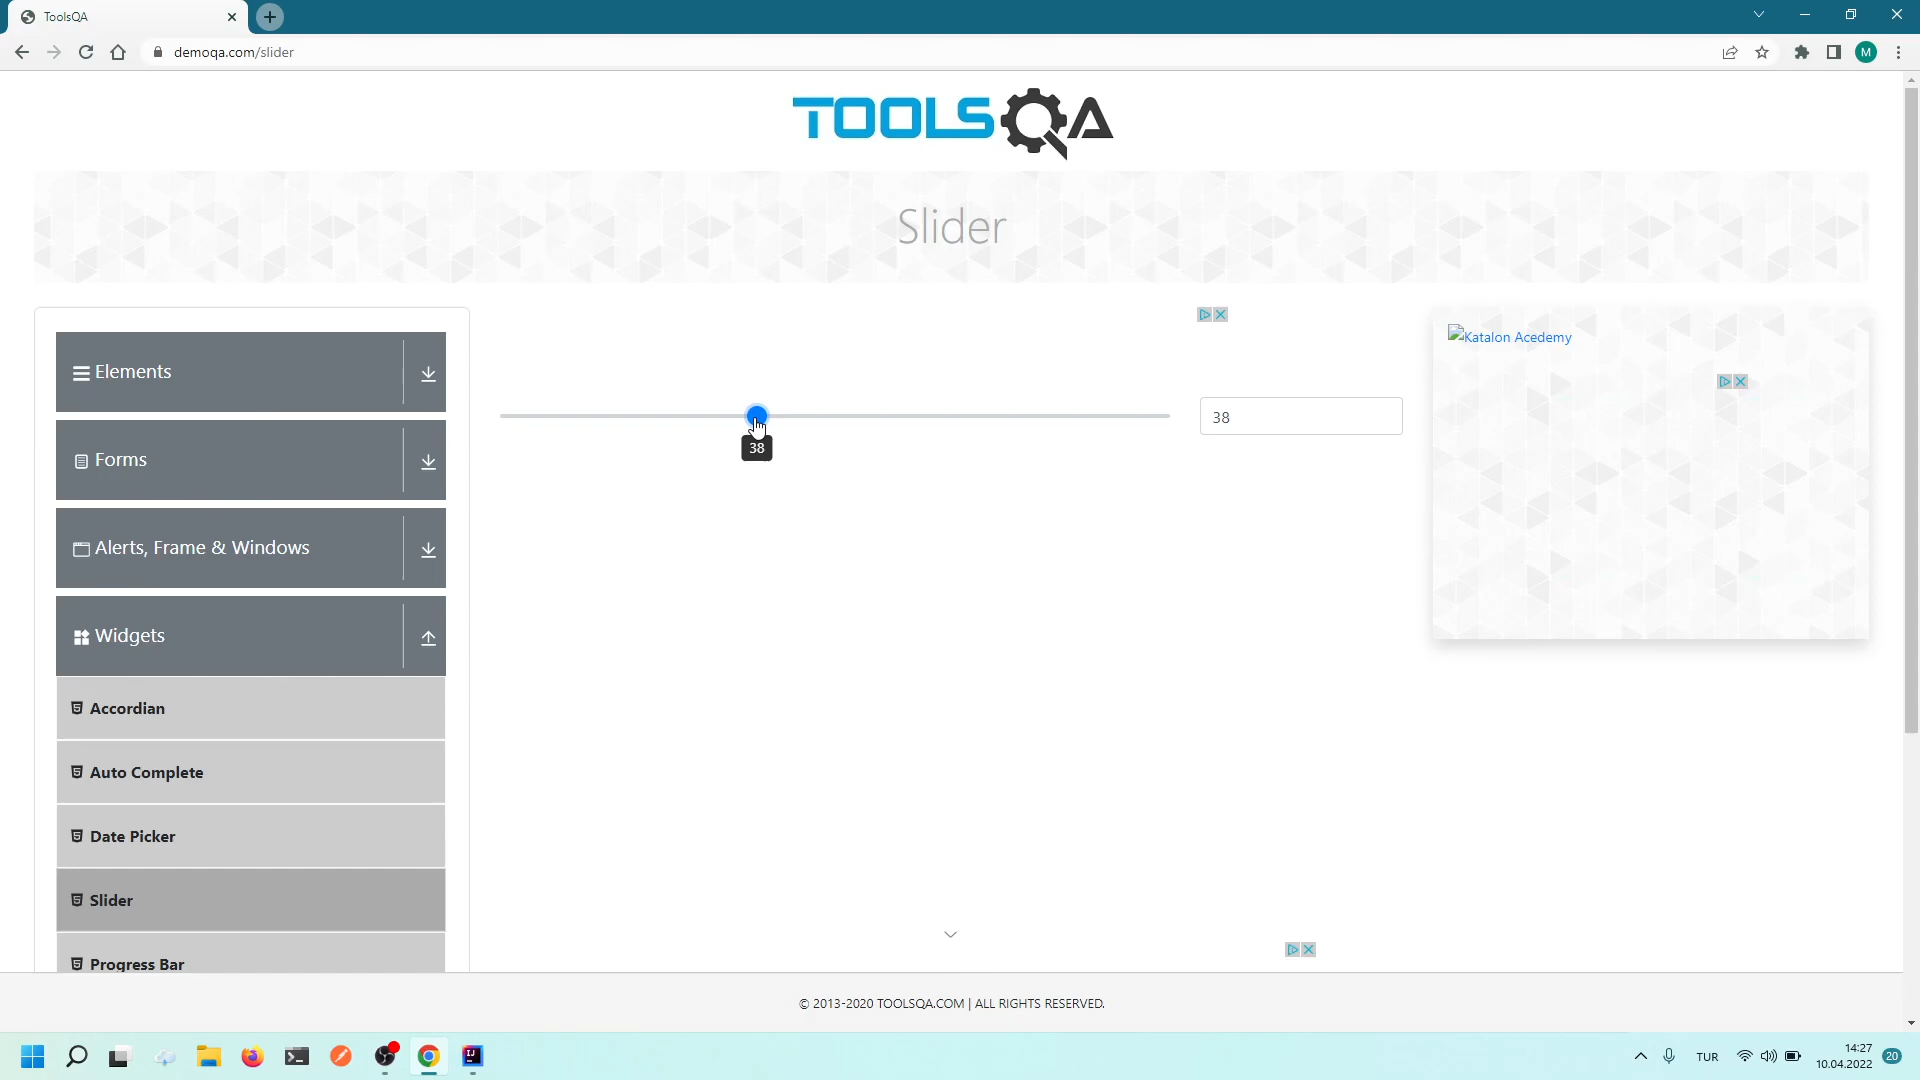 ToolsQA
demoqa.com/slider
M
TOOLSQA
Slider
Elements
Katalon Acedemy
38
38
Forms
Alerts, Frame & Windows
Widgets
Accordian
Auto Complete
Date Picker
Slider
Progress Bar
© 2013-2020 TOOLSQA.COM | ALL RIGHTS RESERVED.
IJ
TUR
14:27
10.04.2022
20